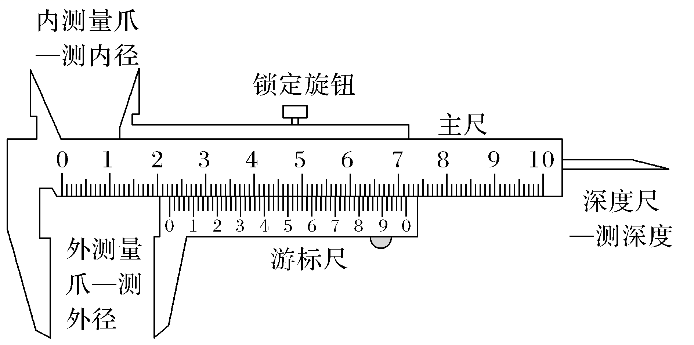 内测量爪
—测内径
锁定旋钮
主尺
0 1 2 3 4 5 6 7 8 9 10
0 1 2 3 4 5 6 7 8 9 0
深度尺
—测深度
外测量
爪—测
外径
游标尺